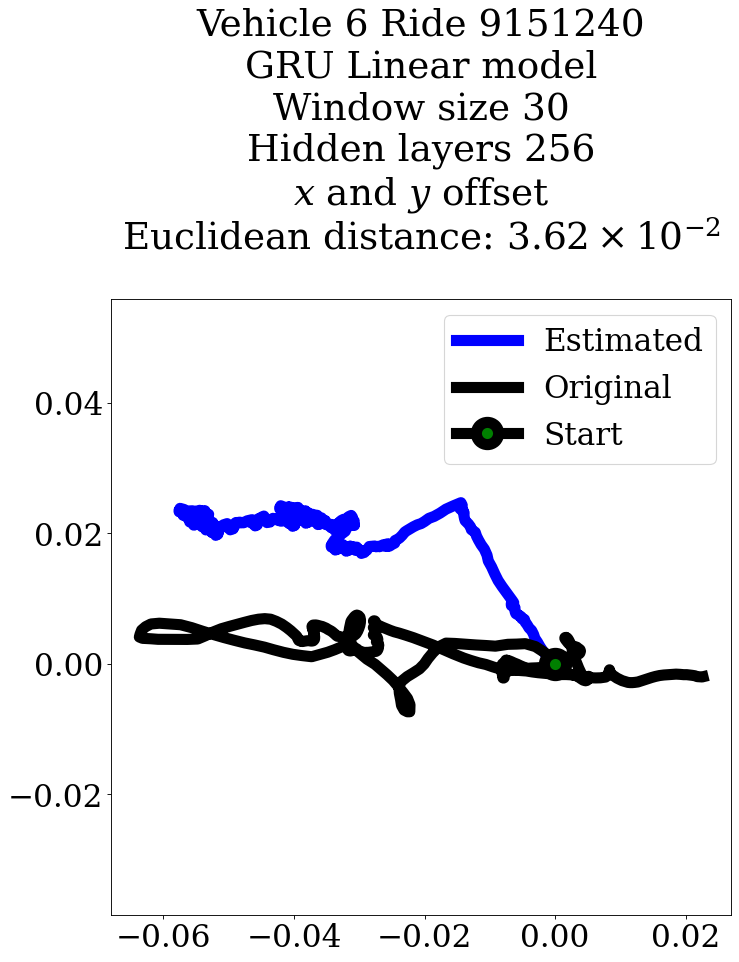 Vehicle 6 Ride 9151240
GRU Linear model
Window size 30
Hidden layers 256
x and y offset
Euclidean distance: 3.62 × 10⁻²
Estimated
Original
Start
0.04
0.02
0.00
−0.02
−0.06
−0.04
−0.02
0.00
0.02